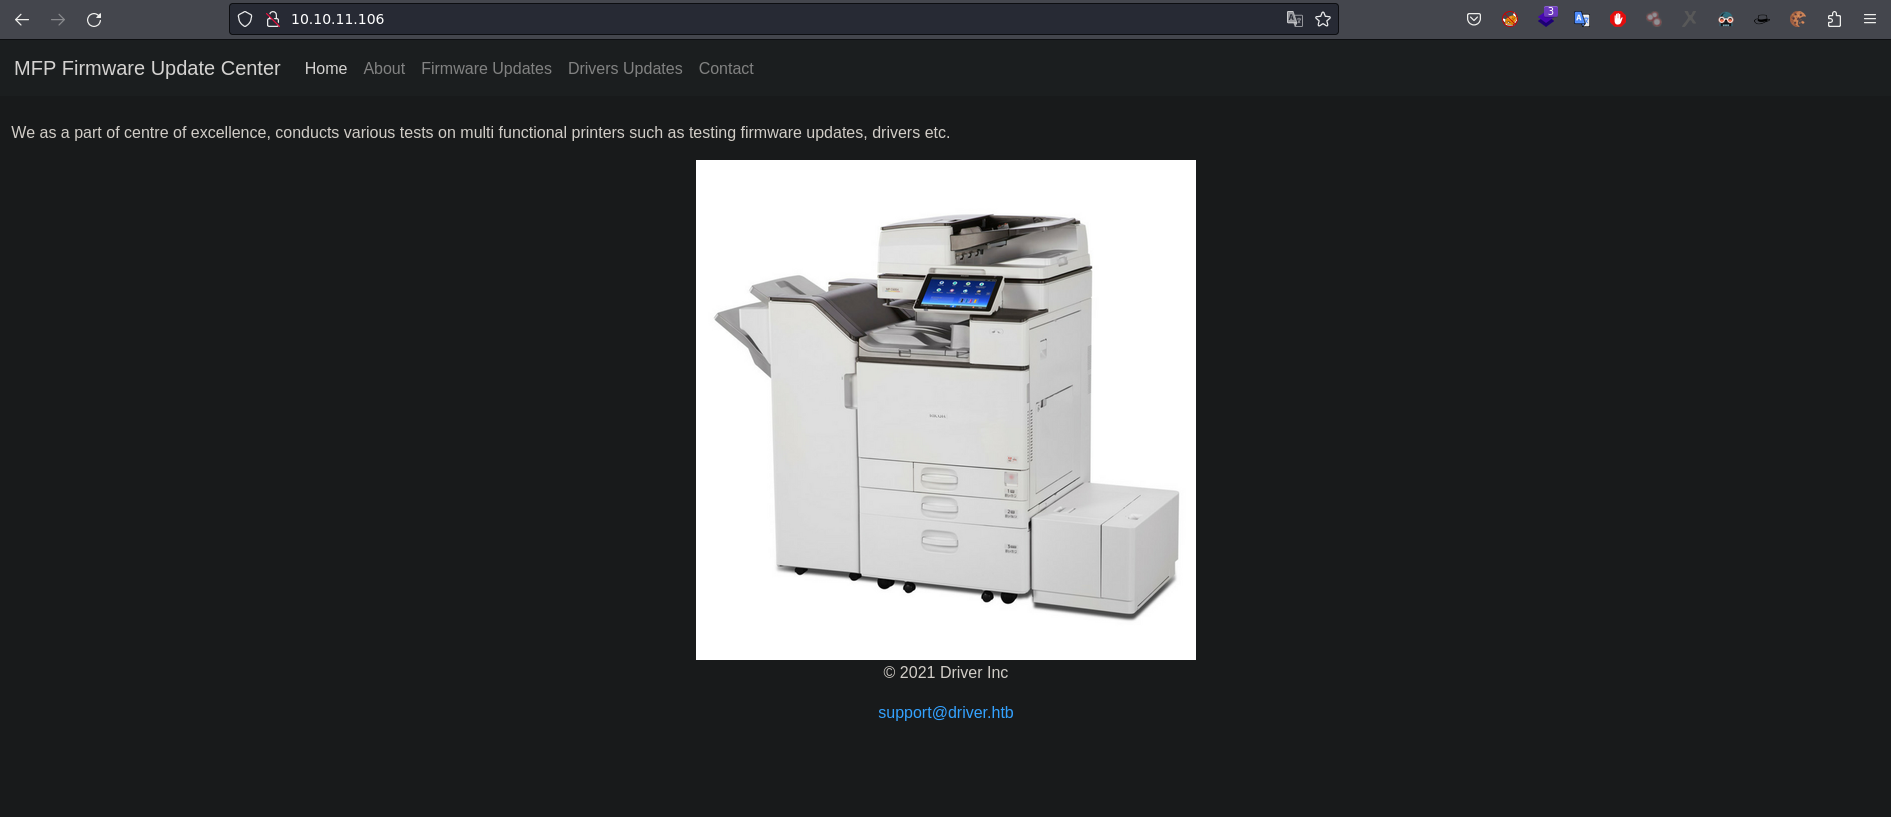 10.10.11.106
3
MFP Firmware Update Center Home About Firmware Updates Drivers Updates Contact
We as a part of centre of excellence, conducts various tests on multi functional printers such as testing firmware updates, drivers etc.
© 2021 Driver Inc
support@driver.htb